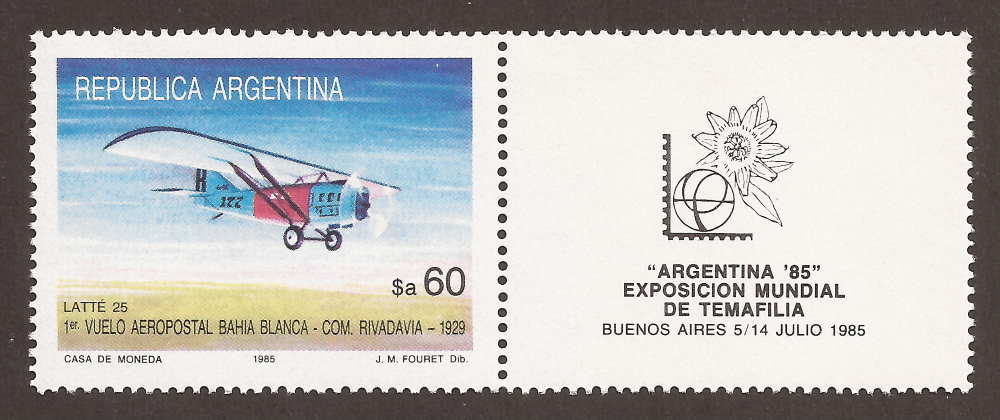 REPUBLICA ARGENTINA
$a 60
LATTÉ 25
1er. VUELO AEROPOSTAL BAHIA BLANCA - COM. RIVADAVIA - 1929
CASA DE MONEDA 1985 J. M. FOURET Dib.
"ARGENTINA '85"
EXPOSICION MUNDIAL
DE TEMAFILIA
BUENOS AIRES 5/14 JULIO 1985